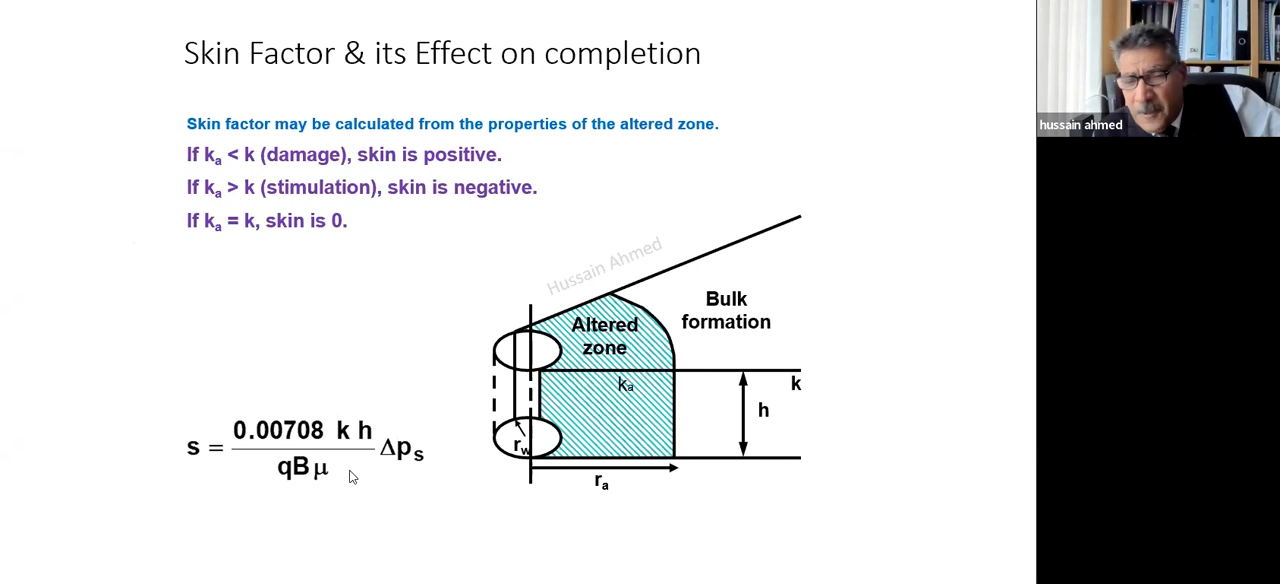 Skin Factor & its Effect on completion
hussain ahmed
Skin factor may be calculated from the properties of the altered zone.
If kₐ < k (damage), skin is positive.
If kₐ > k (stimulation), skin is negative.
If kₐ = k, skin is 0.
Hussain Ahmed
Bulk
formation
Altered
zone
kₐ
k
h
s = 0.00708 k h / qB μ Δpₛ
r_w
rₐ